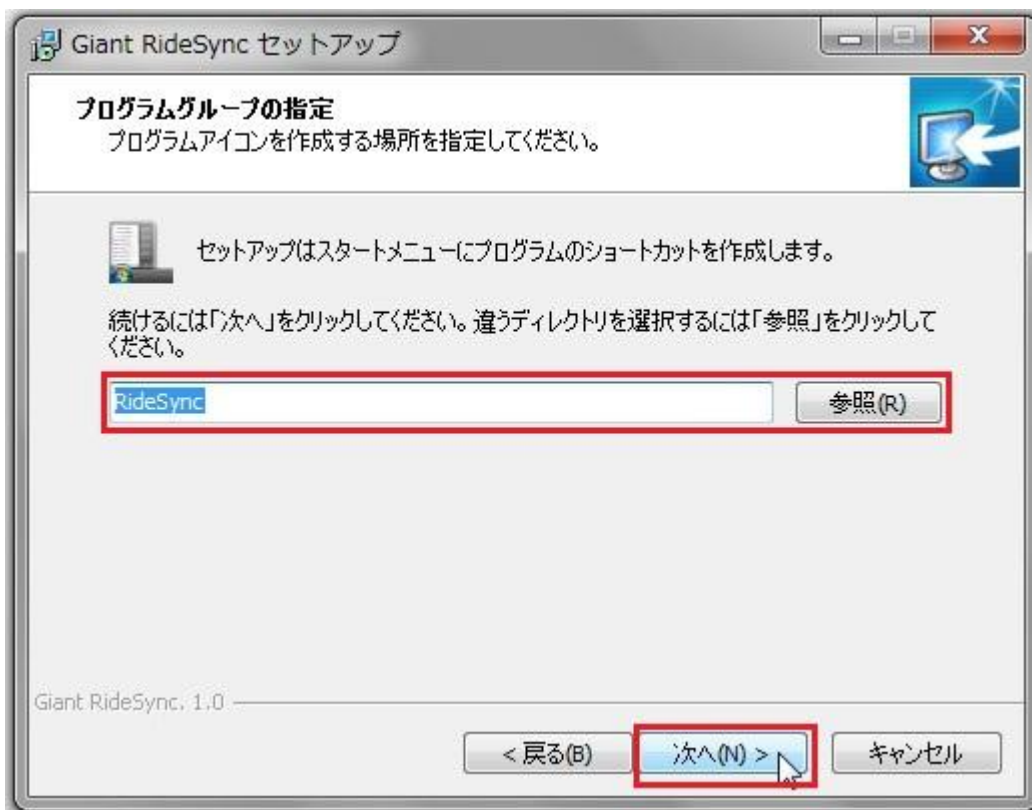 Giant RideSync セットアップ
プログラムグループの指定
プログラムアイコンを作成する場所を指定してください。
セットアップはスタートメニューにプログラムのショートカットを作成します。
続けるには「次へ」をクリックしてください。違うディレクトリを選択するには「参照」をクリックして
ください。
RideSync 参照(R)
Giant RideSync. 1.0
< 戻る(B) 次へ(N) > キャンセル